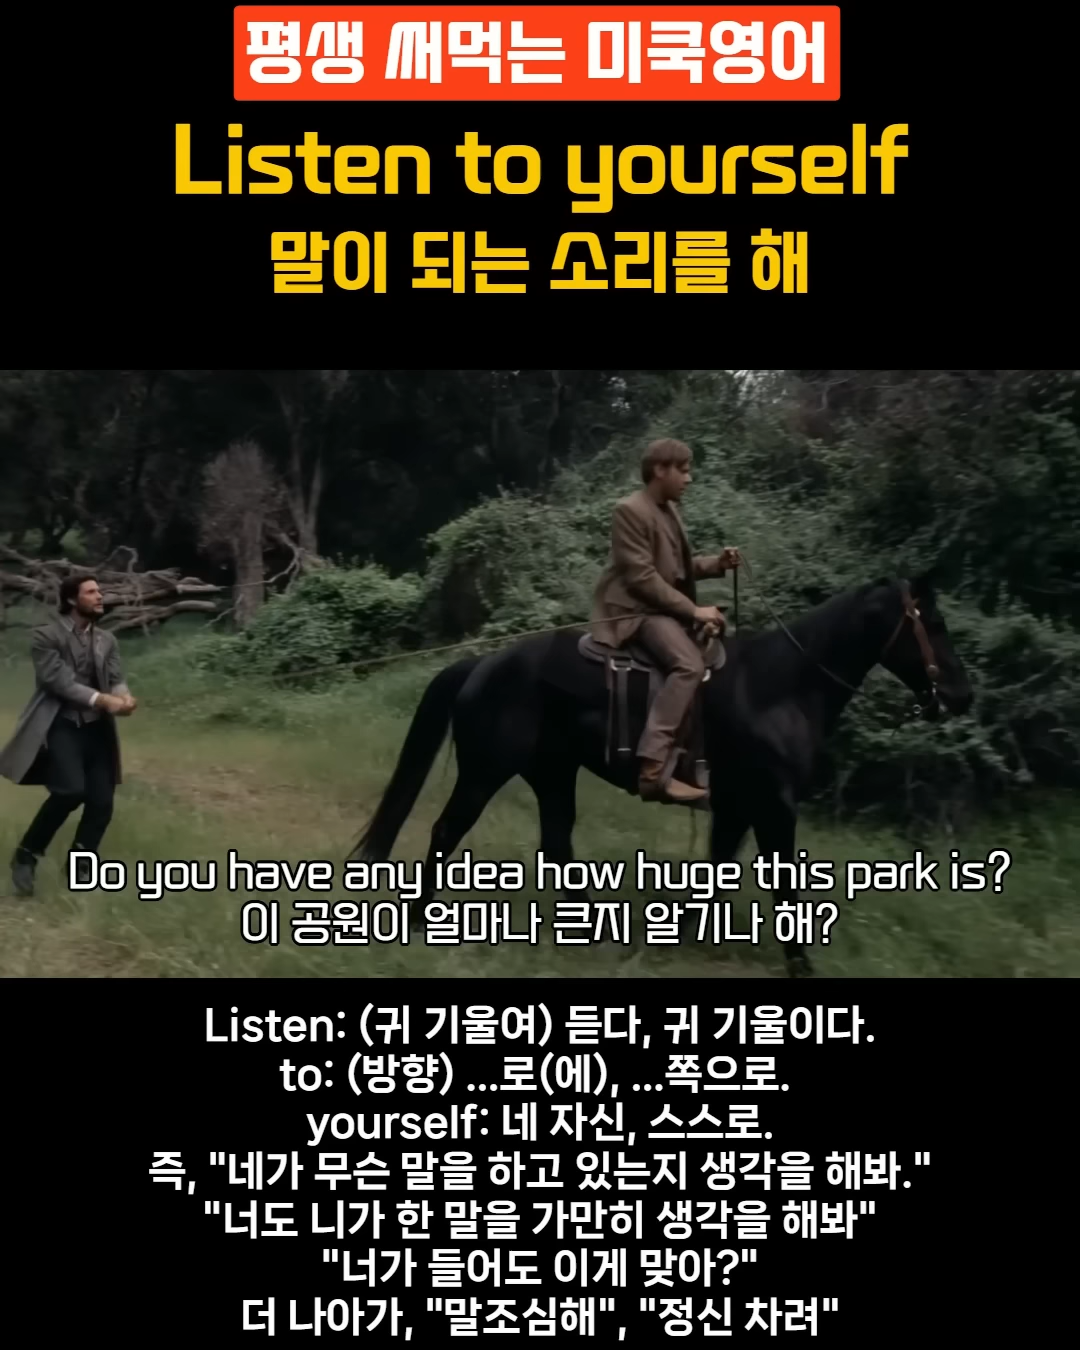 평생 써먹는 미쿡영어
Listen to yourself
말이 되는 소리를 해
Do you have any idea how huge this park is?
이 공원이 얼마나 큰지 알기나 해?
Listen: (귀 기울여) 듣다, 귀 기울이다.
to: (방향) ...로(에), ...쪽으로.
yourself: 네 자신, 스스로.
즉, "네가 무슨 말을 하고 있는지 생각을 해봐."
"너도 니가 한 말을 가만히 생각을 해봐"
"너가 들어도 이게 맞아?"
더 나아가, "말조심해", "정신 차려"